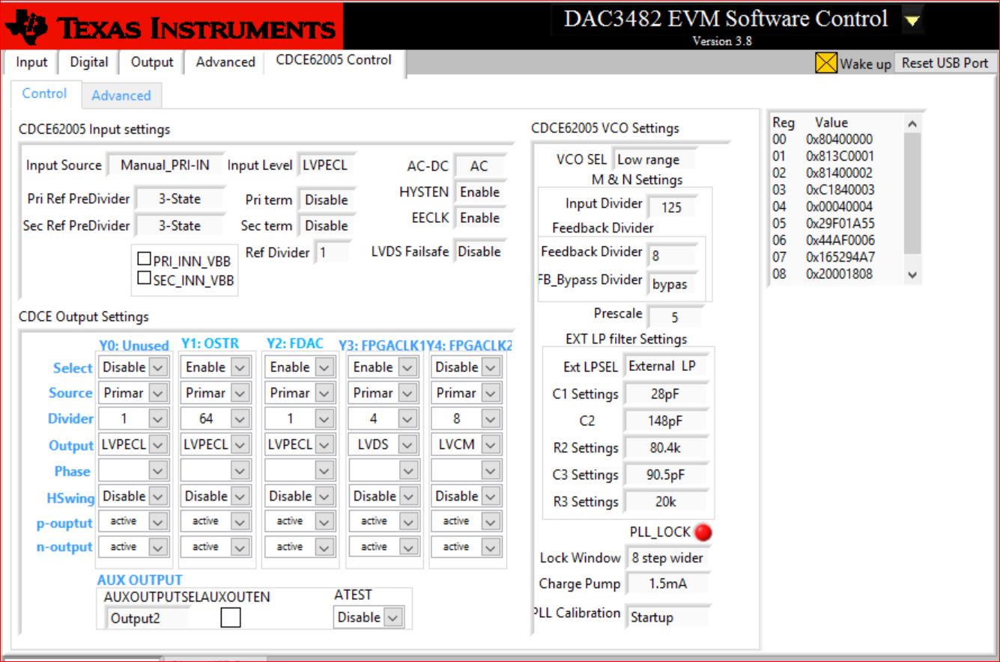 TEXAS INSTRUMENTS
DAC3482 EVM Software Control
Version 3.8
Input Digital Output Advanced CDCE62005 Control
Wake up Reset USB Port
Control Advanced
CDCE62005 Input settings
Input Source Manual_PRI-IN Input Level LVPECL AC-DC AC
Pri Ref PreDivider 3-State Pri term Disable HYSTEN Enable
Sec Ref PreDivider 3-State Sec term Disable EECLK Enable
PRI_INN_VBB Ref Divider 1 LVDS Failsafe Disable
SEC_INN_VBB
CDCE Output Settings
Y0: Unused Y1: OSTR Y2: FDAC Y3: FPGACLK1 Y4: FPGACLK2
Select Disable Enable Enable Enable Disable
Source Primar Primar Primar Primar Primar
Divider 1 64 1 4 8
Output LVPECL LVPECL LVPECL LVDS LVCM
Phase
HSwing Disable Disable Disable Disable Disable
p-ouptut active active active active active
n-output active active active active active
AUX OUTPUT
AUXOUTPUTSEL AUXOUTEN ATEST
Output2 Disable
CDCE62005 VCO Settings
VCO SEL Low range
M & N Settings
Input Divider 125
Feedback Divider
Feedback Divider 8
FB_Bypass Divider bypas
Prescale 5
EXT LP filter Settings
Ext LPSEL External LP
C1 Settings 28pF
C2 148pF
R2 Settings 80.4k
C3 Settings 90.5pF
R3 Settings 20k
PLL_LOCK
Lock Window 8 step wider
Charge Pump 1.5mA
PLL Calibration Startup
Reg Value
00 0x80400000
01 0x813C0001
02 0x81400002
03 0xC1840003
04 0x00040004
05 0x29F01A55
06 0x44AF0006
07 0x165294A7
08 0x20001808